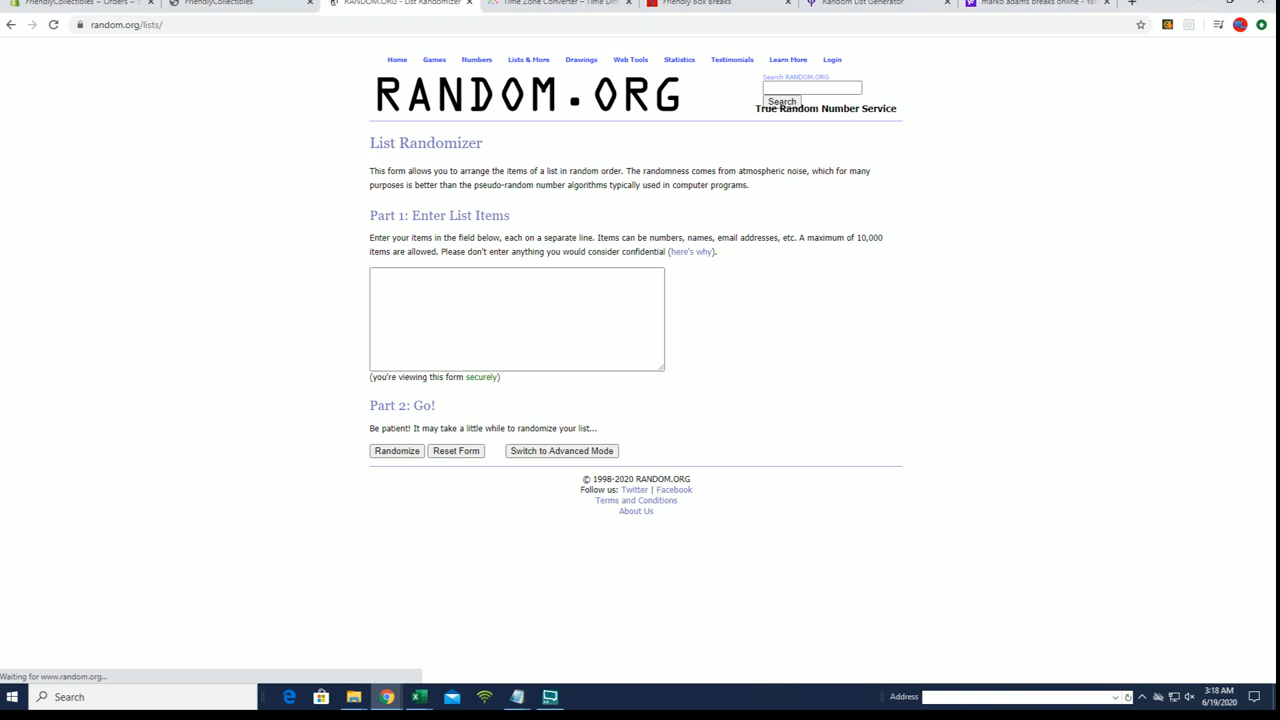 FriendlyCollectibles – Orders – S
FriendlyCollectibles
RANDOM.ORG - List Randomizer
Time Zone Converter – Time Dif
Friendly Box Breaks
Random List Generator
marko adams breaks online - Ya
random.org/lists/
Home Games Numbers Lists & More Drawings Web Tools Statistics Testimonials Learn More Login
RANDOM.ORG
Search RANDOM.ORG
Search
True Random Number Service
List Randomizer
This form allows you to arrange the items of a list in random order. The randomness comes from atmospheric noise, which for many
purposes is better than the pseudo-random number algorithms typically used in computer programs.
Part 1: Enter List Items
Enter your items in the field below, each on a separate line. Items can be numbers, names, email addresses, etc. A maximum of 10,000
items are allowed. Please don't enter anything you would consider confidential (here's why).
(you're viewing this form securely)
Part 2: Go!
Be patient! It may take a little while to randomize your list...
Randomize Reset Form Switch to Advanced Mode
© 1998-2020 RANDOM.ORG
Follow us: Twitter | Facebook
Terms and Conditions
About Us
Waiting for www.random.org...
Search
Address
3:18 AM
6/19/2020